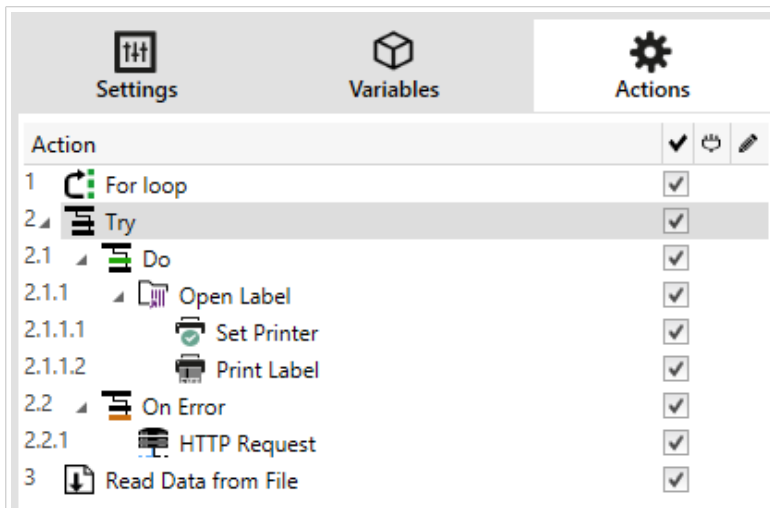 Settings Variables Actions
Action
1 For loop
2 Try
2.1 Do
2.1.1 Open Label
2.1.1.1 Set Printer
2.1.1.2 Print Label
2.2 On Error
2.2.1 HTTP Request
3 Read Data from File